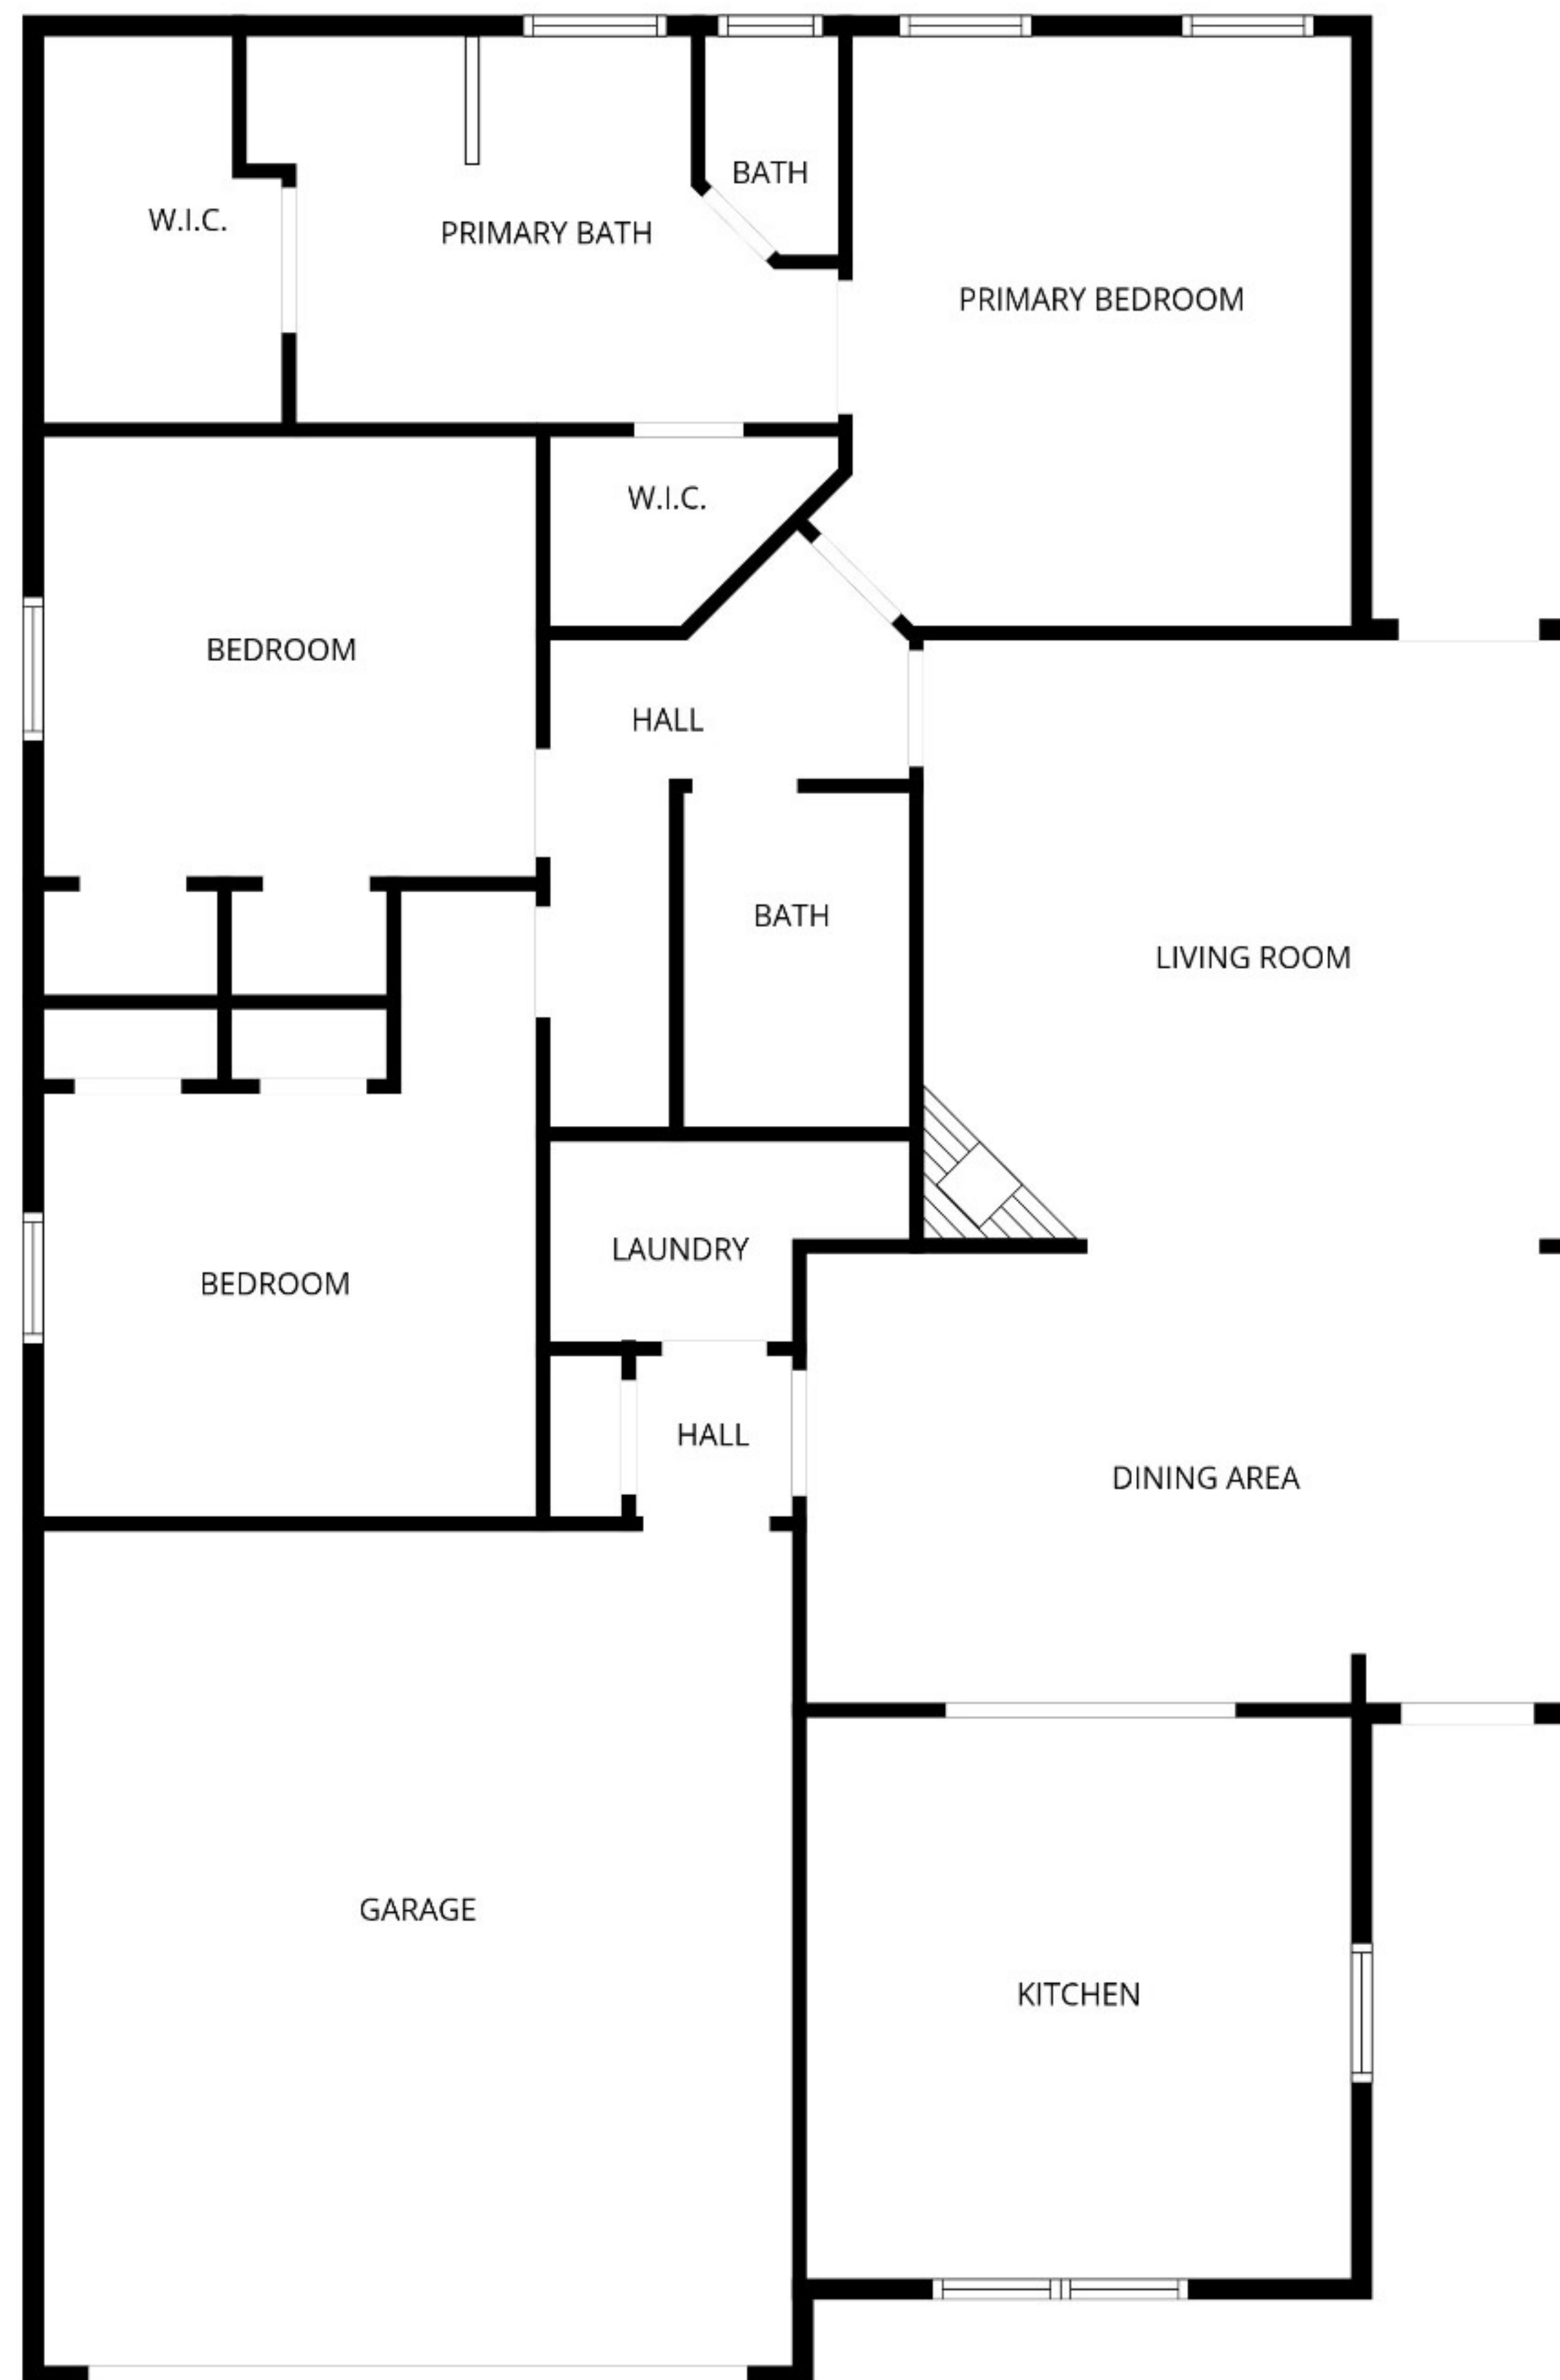 BATH
W.I.C.
PRIMARY BATH
PRIMARY BEDROOM
W.I.C.
BEDROOM
HALL
BATH
LIVING ROOM
LAUNDRY
BEDROOM
HALL
DINING AREA
GARAGE
KITCHEN